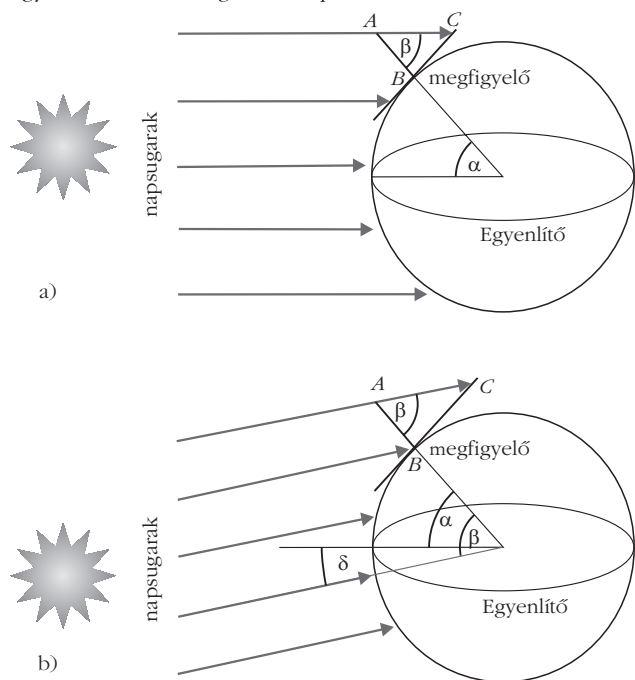 A
C
β
B
megfigyelő
napsugarak
α
Egyenlítő
a)
A
C
β
megfigyelő
B
napsugarak
α
β
δ
Egyenlítő
b)